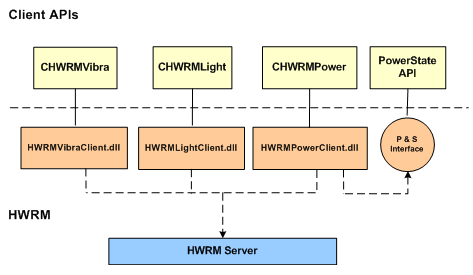 Client APIs
CHWRMVibra
CHWRMLight
CHWRMPower
PowerState
API
HWRMVibraClient.dll
HWRMLightClient.dll
HWRMPowerClient.dll
P & S
Interface
HWRM
HWRM Server